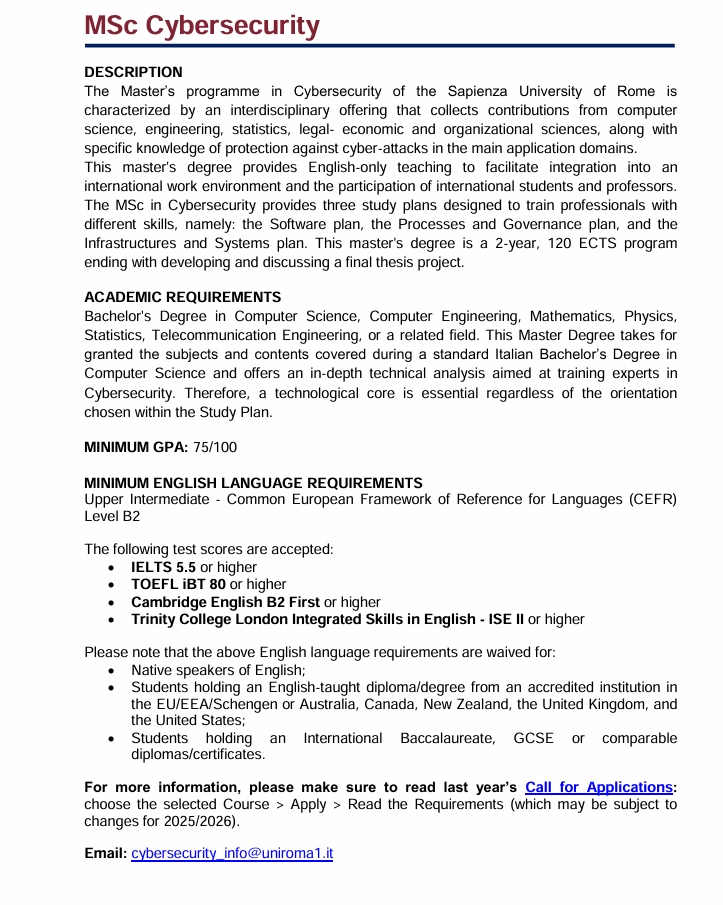 MSc Cybersecurity
DESCRIPTION
The Master's programme in Cybersecurity of the Sapienza University of Rome is
characterized by an interdisciplinary offering that collects contributions from computer
science, engineering, statistics, legal- economic and organizational sciences, along with
specific knowledge of protection against cyber-attacks in the main application domains.
This master's degree provides English-only teaching to facilitate integration into an
international work environment and the participation of international students and professors.
The MSc in Cybersecurity provides three study plans designed to train professionals with
different skills, namely: the Software plan, the Processes and Governance plan, and the
Infrastructures and Systems plan. This master's degree is a 2-year, 120 ECTS program
ending with developing and discussing a final thesis project.
ACADEMIC REQUIREMENTS
Bachelor's Degree in Computer Science, Computer Engineering, Mathematics, Physics,
Statistics, Telecommunication Engineering, or a related field. This Master Degree takes for
granted the subjects and contents covered during a standard Italian Bachelor's Degree in
Computer Science and offers an in-depth technical analysis aimed at training experts in
Cybersecurity. Therefore, a technological core is essential regardless of the orientation
chosen within the Study Plan.
MINIMUM GPA: 75/100
MINIMUM ENGLISH LANGUAGE REQUIREMENTS
Upper Intermediate - Common European Framework of Reference for Languages (CEFR)
Level B2
The following test scores are accepted:
• IELTS 5.5 or higher
• TOEFL iBT 80 or higher
• Cambridge English B2 First or higher
• Trinity College London Integrated Skills in English - ISE II or higher
Please note that the above English language requirements are waived for:
• Native speakers of English;
• Students holding an English-taught diploma/degree from an accredited institution in
the EU/EEA/Schengen or Australia, Canada, New Zealand, the United Kingdom, and
the United States;
• Students holding an International Baccalaureate, GCSE or comparable
diplomas/certificates.
For more information, please make sure to read last year's Call for Applications:
choose the selected Course > Apply > Read the Requirements (which may be subject to
changes for 2025/2026).
Email: cybersecurity_info@uniroma1.it